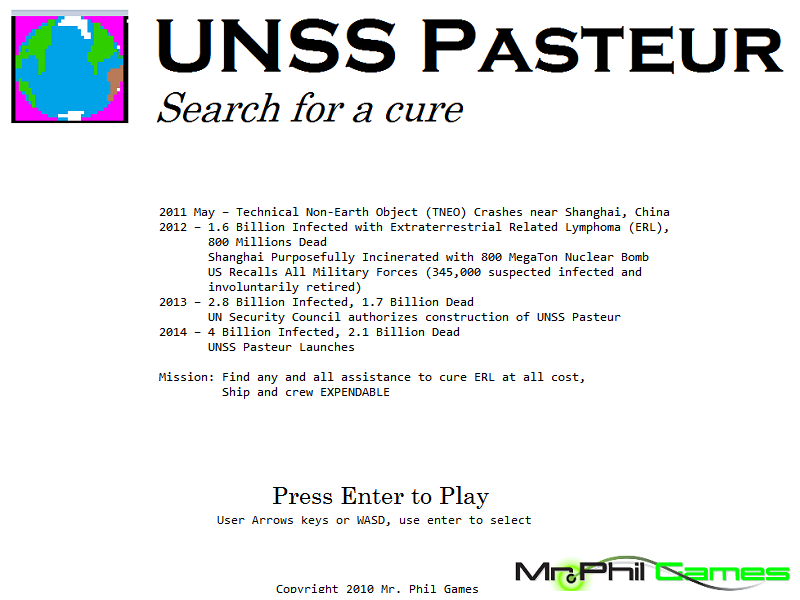 UNSS PASTEUR
Search for a cure
2011 May – Technical Non-Earth Object (TNEO) Crashes near Shanghai, China
2012 – 1.6 Billion Infected with Extraterrestrial Related Lymphoma (ERL),
800 Millions Dead
Shanghai Purposefully Incinerated with 800 MegaTon Nuclear Bomb
US Recalls All Military Forces (345,000 suspected infected and
involuntarily retired)
2013 – 2.8 Billion Infected, 1.7 Billion Dead
UN Security Council authorizes construction of UNSS Pasteur
2014 – 4 Billion Infected, 2.1 Billion Dead
UNSS Pasteur Launches
Mission: Find any and all assistance to cure ERL at all cost,
Ship and crew EXPENDABLE
Press Enter to Play
User Arrows keys or WASD, use enter to select
Mr. Phil Games
Copyright 2010 Mr. Phil Games